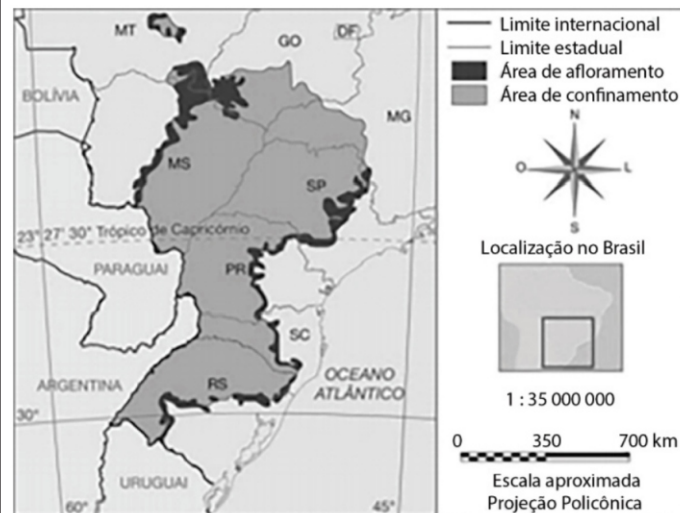 MT
GO
DF
BOLÍVIA
MG
MS
SP
23° 27' 30" Trópico de Capricórnio
PARAGUAI
PR
SC
ARGENTINA
RS
OCEANO
ATLÂNTICO
30°
URUGUAI
60°
45°
Limite internacional
Limite estadual
Área de afloramento
Área de confinamento
N
O
L
S
Localização no Brasil
1 : 35 000 000
0 350 700 km
Escala aproximada
Projeção Policônica